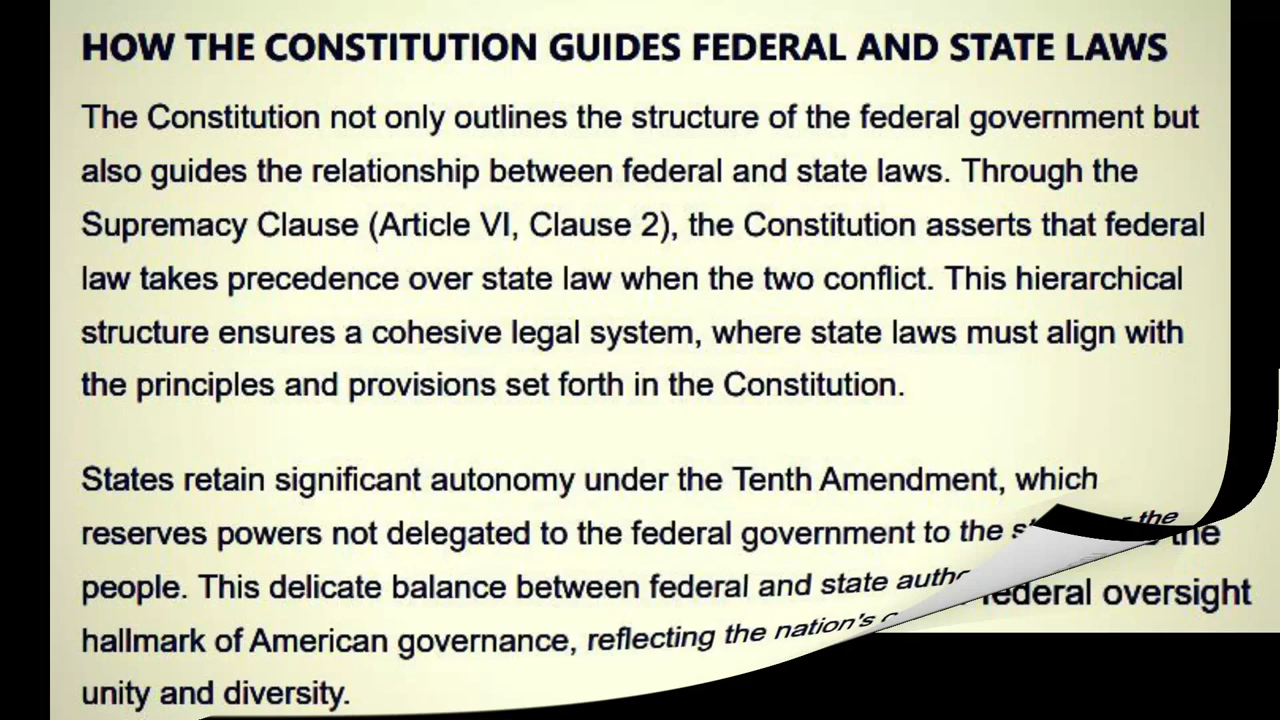 HOW THE CONSTITUTION GUIDES FEDERAL AND STATE LAWS
The Constitution not only outlines the structure of the federal government but
also guides the relationship between federal and state laws. Through the
Supremacy Clause (Article VI, Clause 2), the Constitution asserts that federal
law takes precedence over state law when the two conflict. This hierarchical
structure ensures a cohesive legal system, where state laws must align with
the principles and provisions set forth in the Constitution.
States retain significant autonomy under the Tenth Amendment, which
reserves powers not delegated to the federal government to the the the
people. This delicate balance between federal and state federal oversight
hallmark of American governance, reflecting the nation's
unity and diversity.